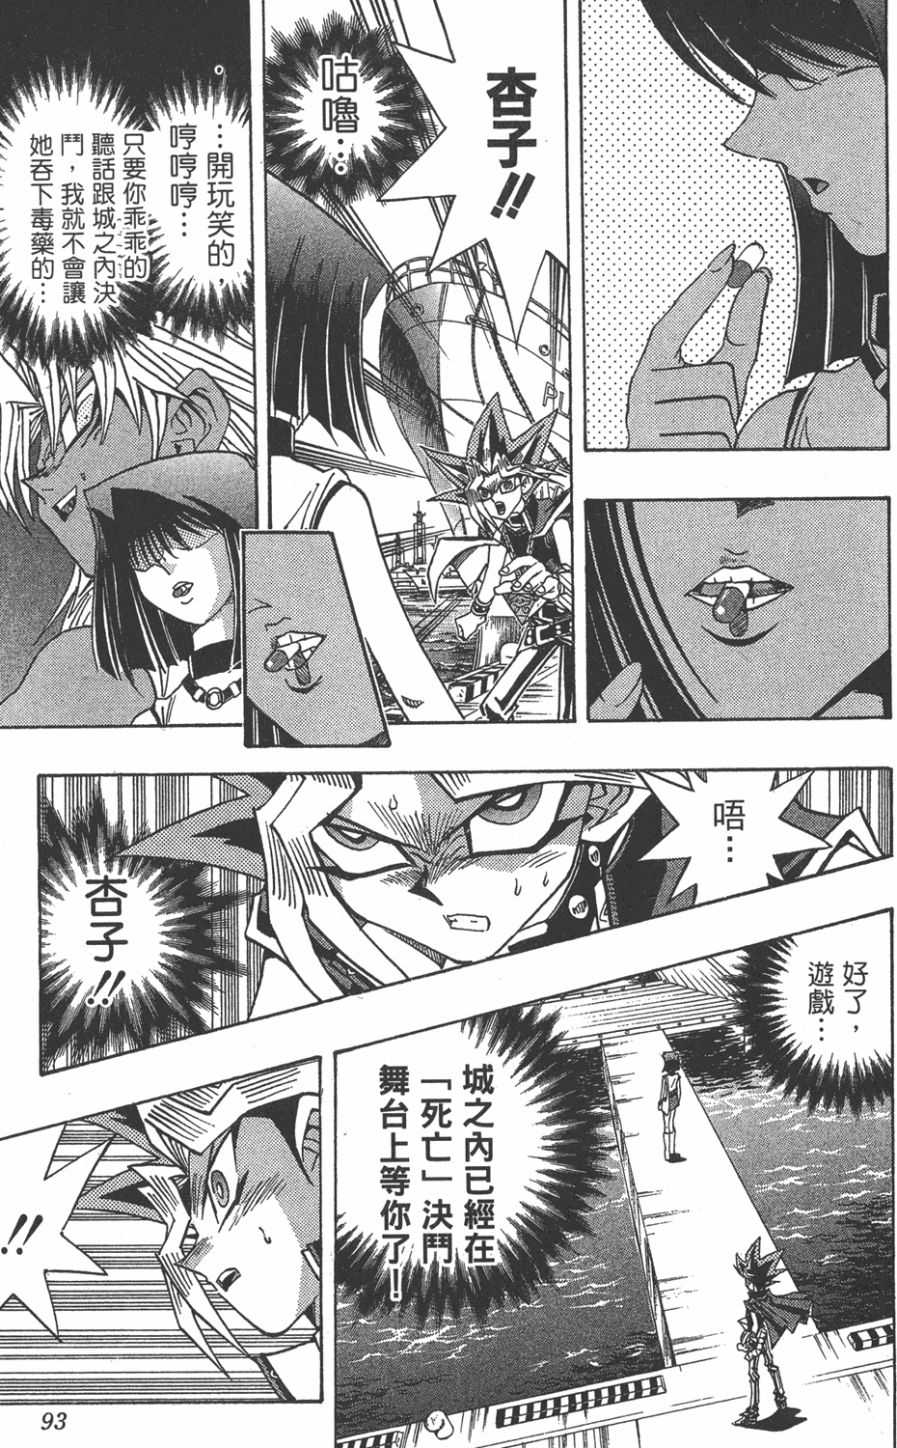 杏子!!
咕嚕…。
…開玩笑的，
哼哼哼…
。
只要你乖乖的
聽話跟城之內決
鬥，我就不會讓
她吞下毒藥的…
唔…
杏子!!
好了，
遊戲…
城之內已經在
「死亡」決鬥
舞台上等你了！
!!
93